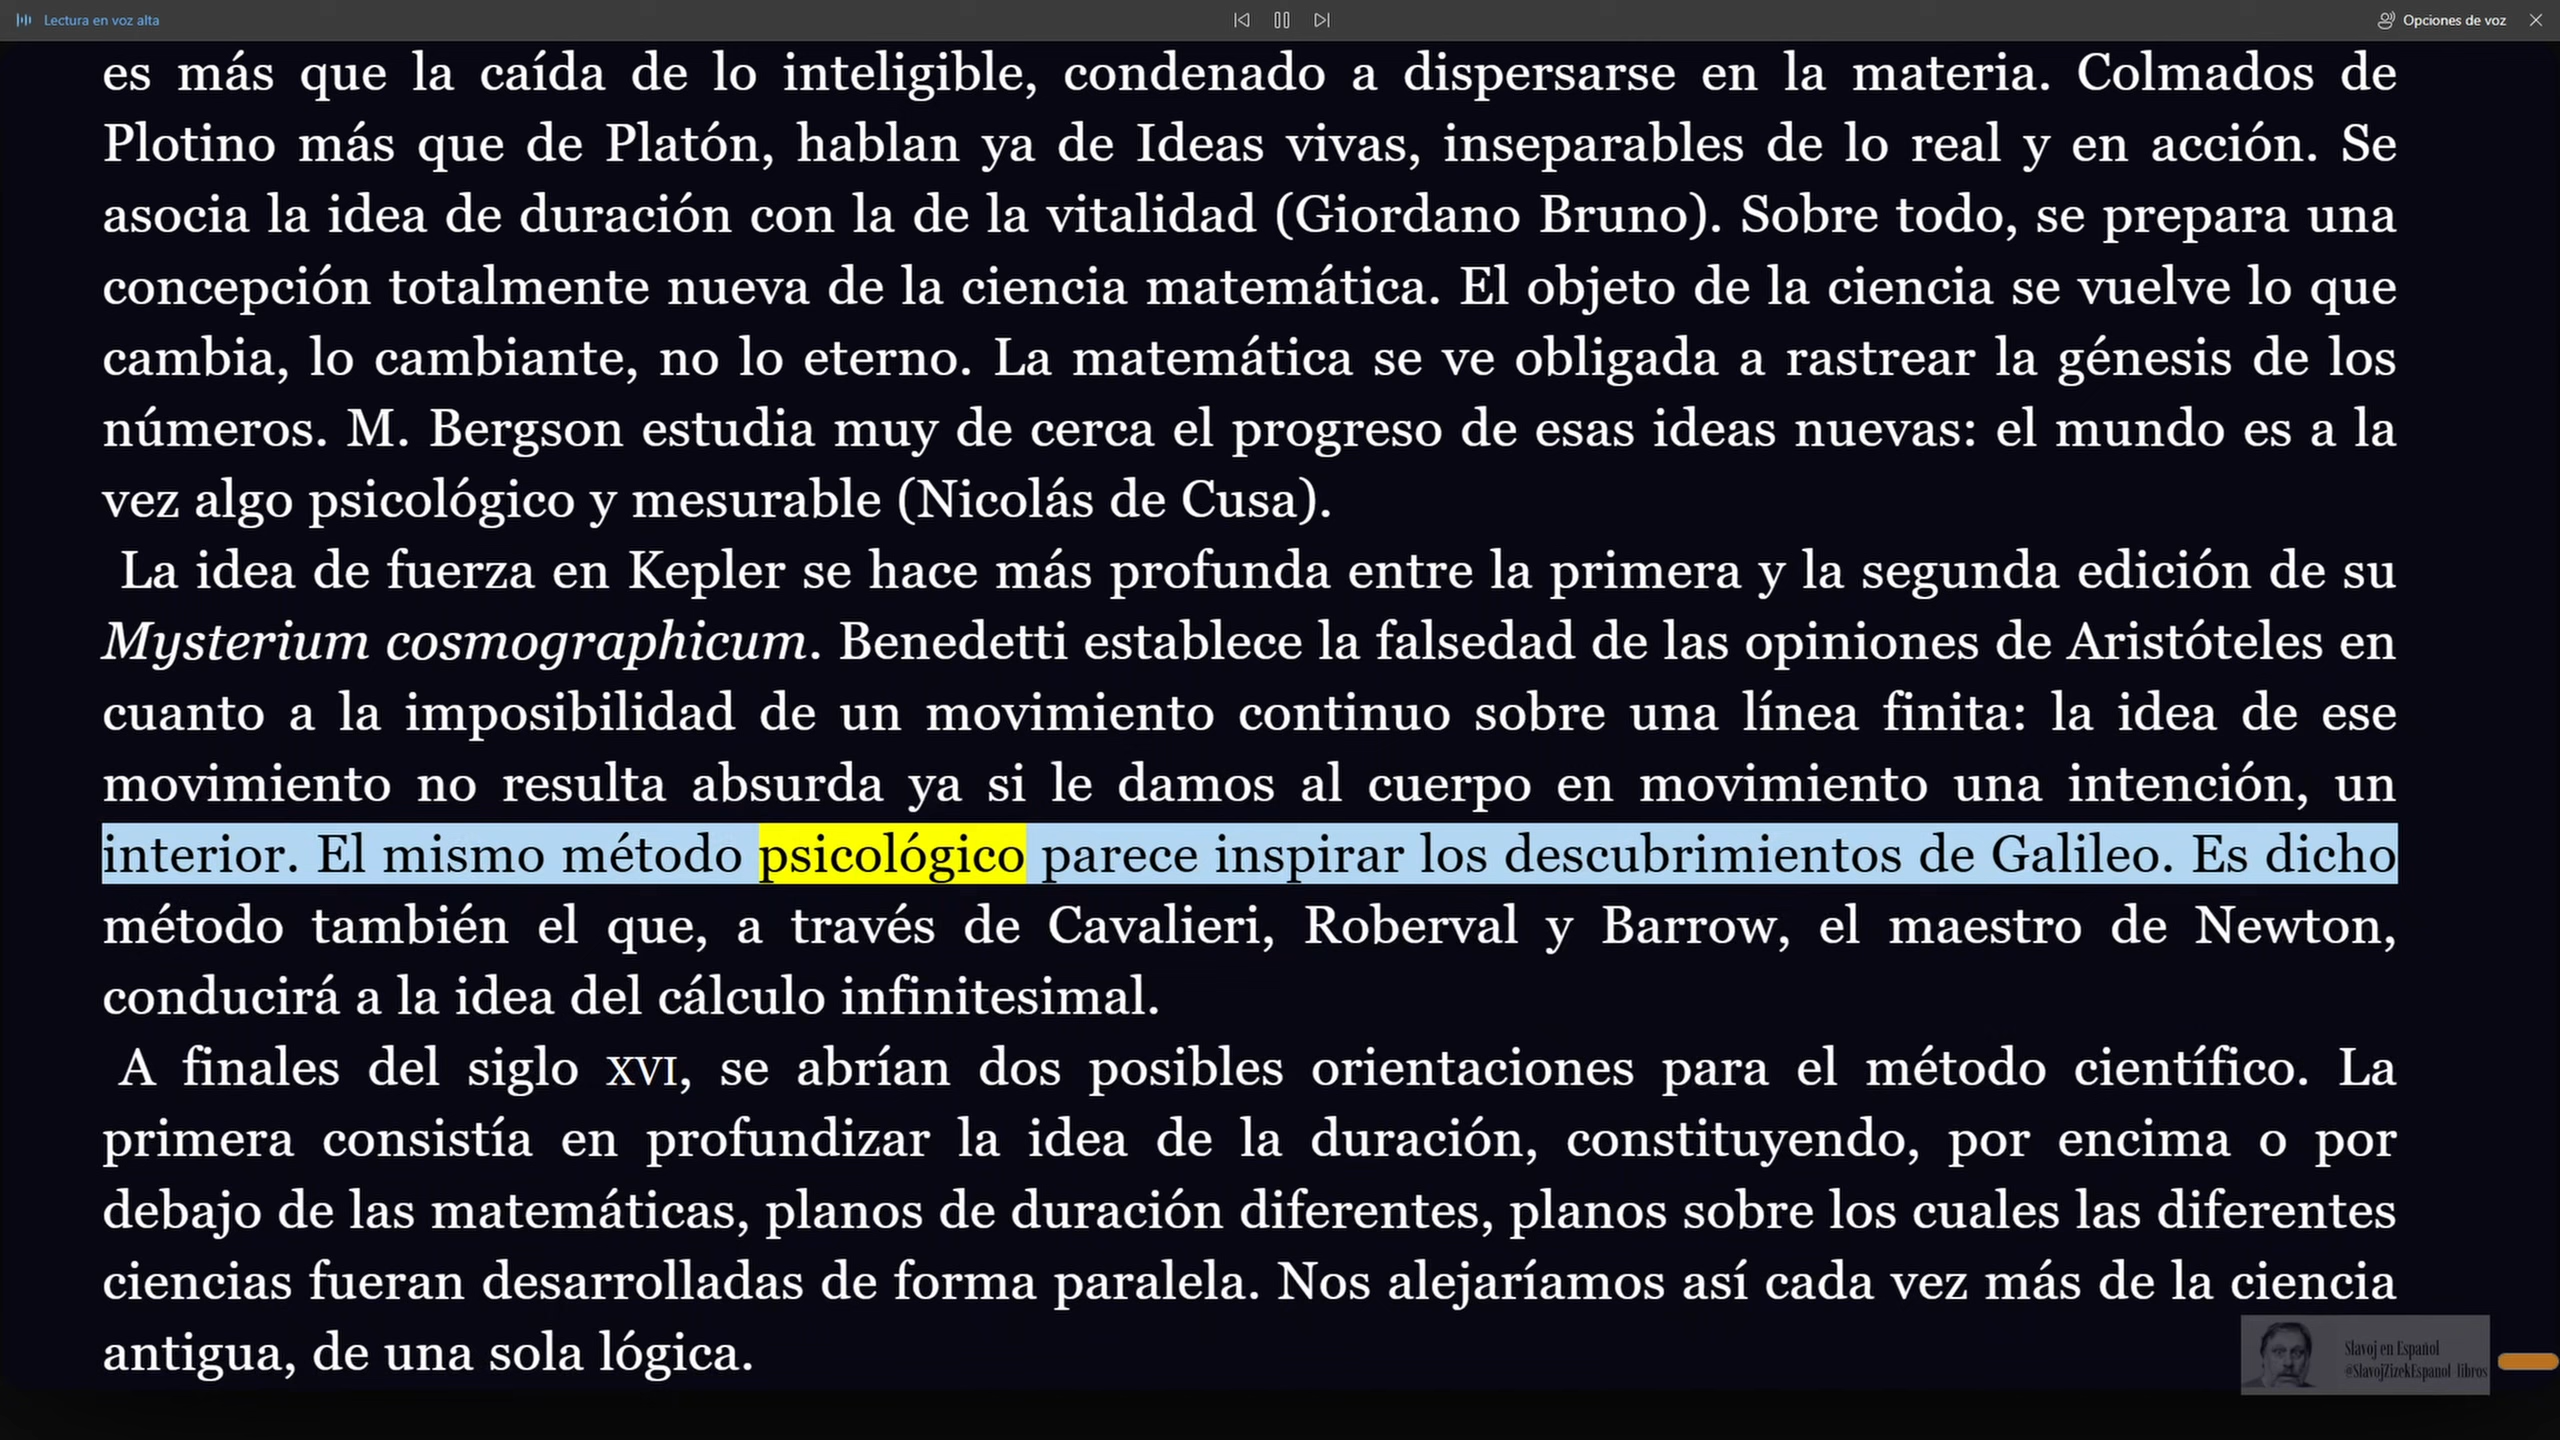 Lectura en voz alta
Opciones de voz
es más que la caída de lo inteligible, condenado a dispersarse en la materia. Colmados de
Plotino más que de Platón, hablan ya de Ideas vivas, inseparables de lo real y en acción. Se
asocia la idea de duración con la de la vitalidad (Giordano Bruno). Sobre todo, se prepara una
concepción totalmente nueva de la ciencia matemática. El objeto de la ciencia se vuelve lo que
cambia, lo cambiante, no lo eterno. La matemática se ve obligada a rastrear la génesis de los
números. M. Bergson estudia muy de cerca el progreso de esas ideas nuevas: el mundo es a la
vez algo psicológico y mesurable (Nicolás de Cusa).
La idea de fuerza en Kepler se hace más profunda entre la primera y la segunda edición de su
Mysterium cosmographicum. Benedetti establece la falsedad de las opiniones de Aristóteles en
cuanto a la imposibilidad de un movimiento continuo sobre una línea finita: la idea de ese
movimiento no resulta absurda ya si le damos al cuerpo en movimiento una intención, un
interior. El mismo método psicológico parece inspirar los descubrimientos de Galileo. Es dicho
método también el que, a través de Cavalieri, Roberval y Barrow, el maestro de Newton,
conducirá a la idea del cálculo infinitesimal.
A finales del siglo XVI, se abrían dos posibles orientaciones para el método científico. La
primera consistía en profundizar la idea de la duración, constituyendo, por encima o por
debajo de las matemáticas, planos de duración diferentes, planos sobre los cuales las diferentes
ciencias fueran desarrolladas de forma paralela. Nos alejaríamos así cada vez más de la ciencia
antigua, de una sola lógica.
Slavoj en Español
@SlavojZizekEspanol-libros